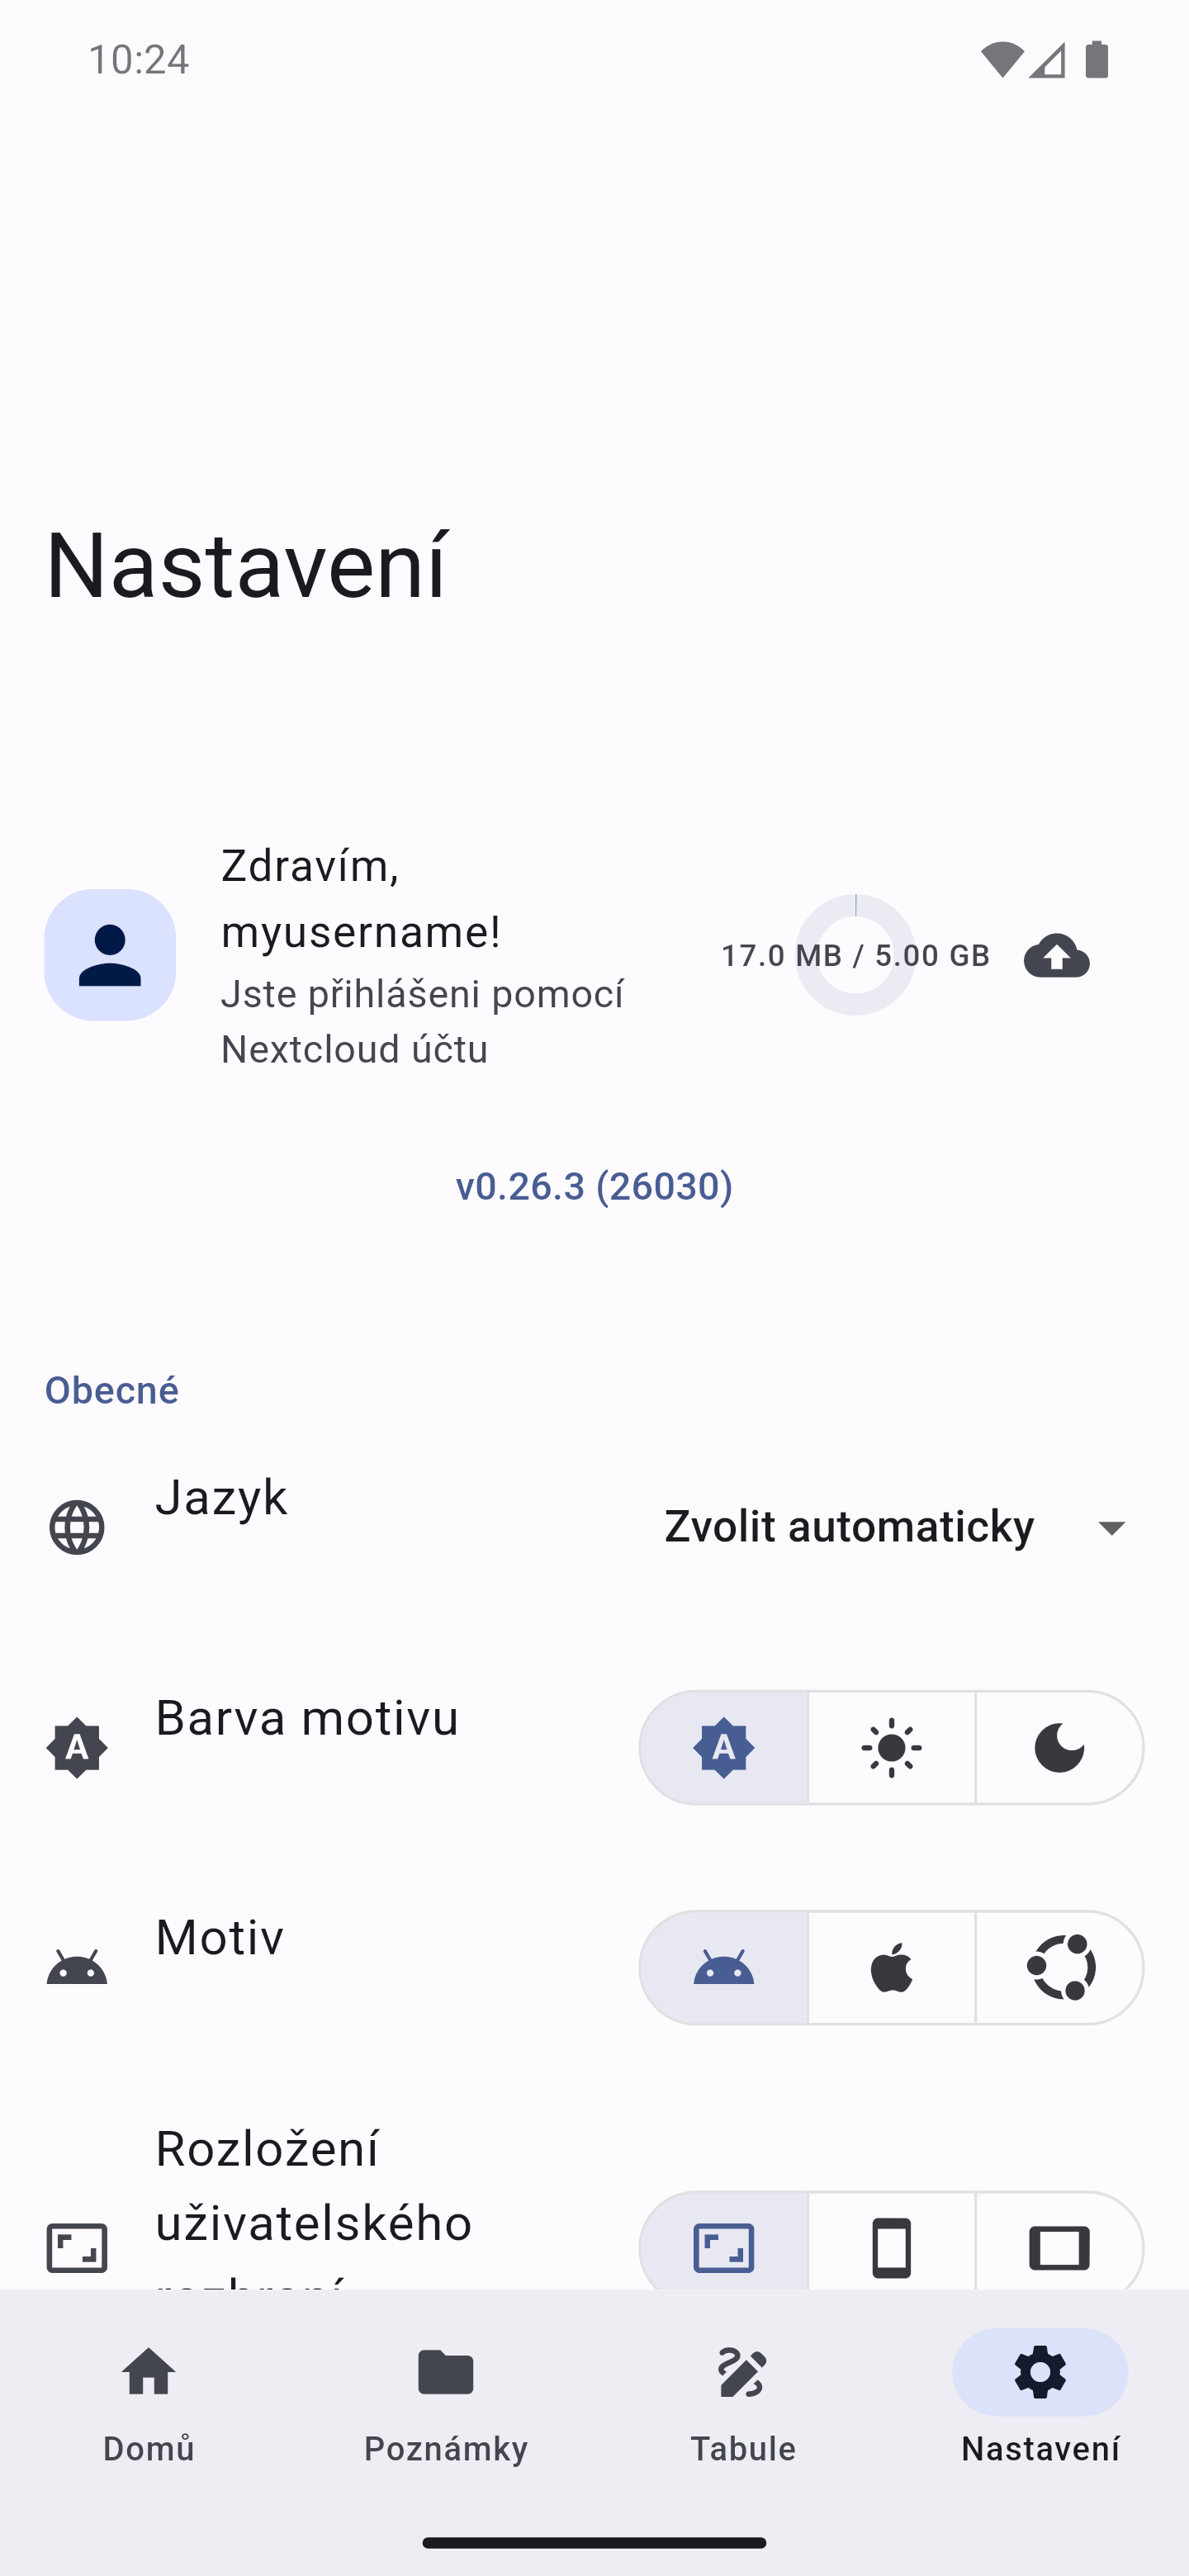 10:24
Nastavení
Zdravím,
myusername!
Jste přihlášeni pomocí
Nextcloud účtu
17.0 MB / 5.00 GB
v0.26.3 (26030)
Obecné
Jazyk
Zvolit automaticky
Barva motivu
Motiv
Rozložení
uživatelského
Domů
Poznámky
Tabule
Nastavení